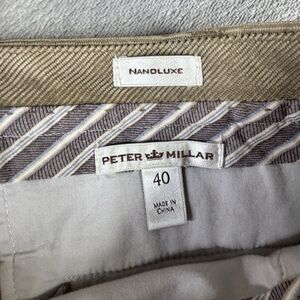 NANOLUXE
PETER MILLAR
40
MADE IN
CHINA